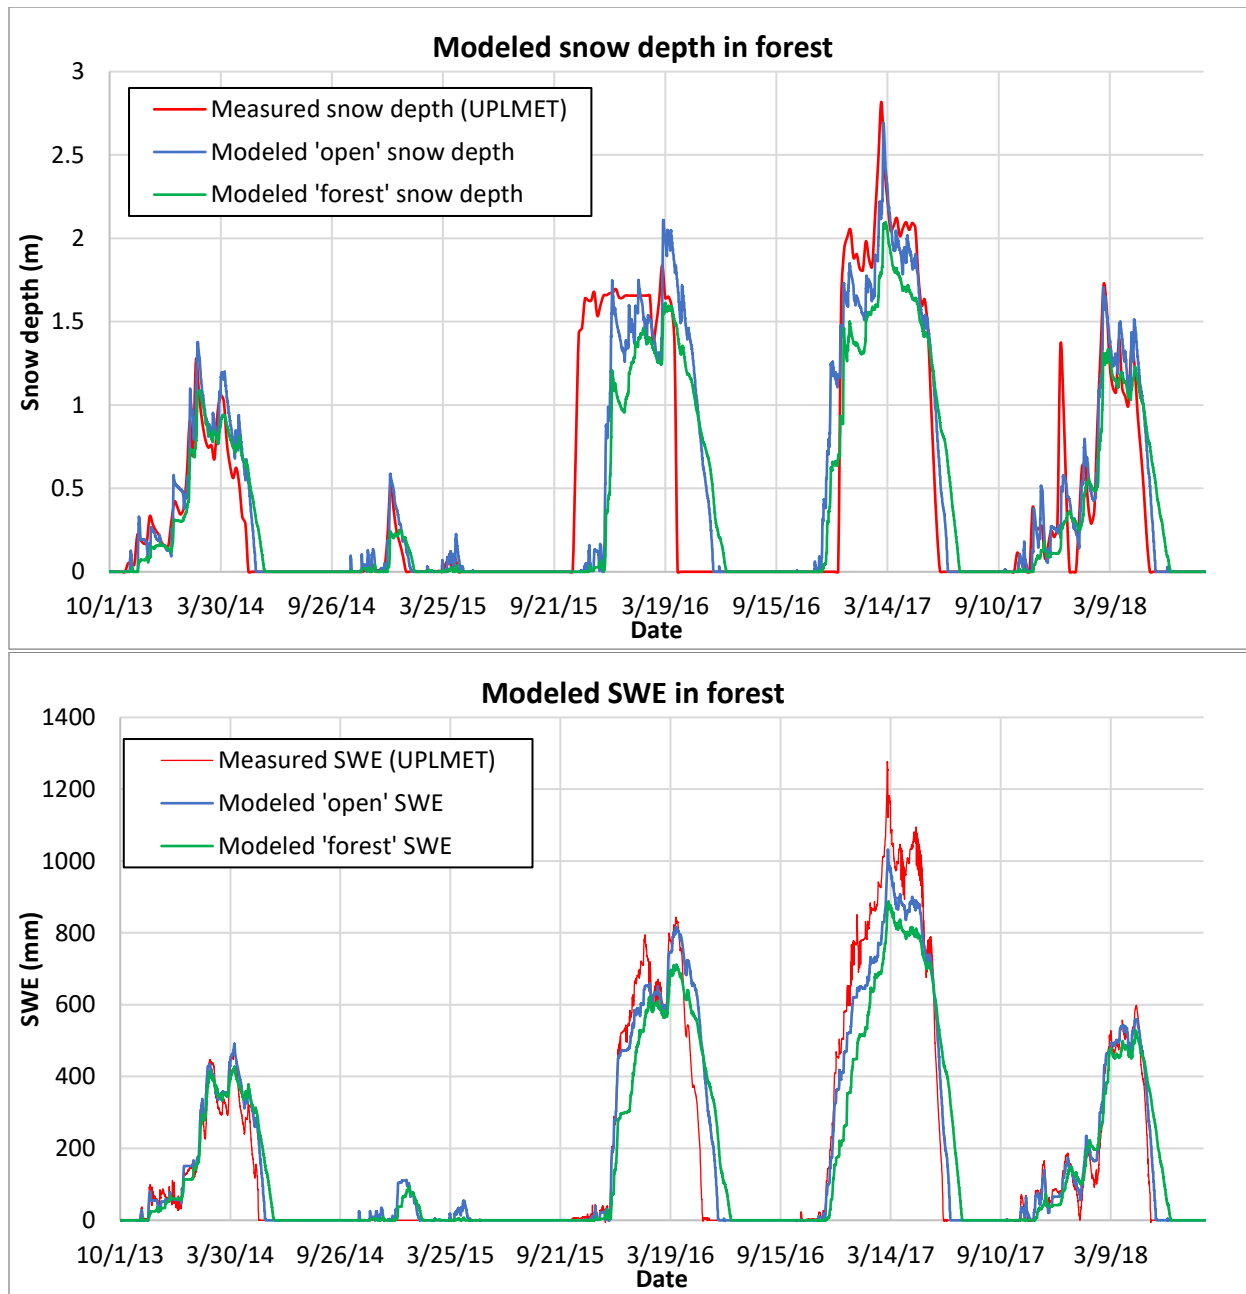 Modeled snow depth in forest
3
Measured snow depth (UPLMET)
2.5
Modeled 'open' snow depth
Modeled 'forest' snow depth
2
Snow depth (m)
1.5
1
0.5
0
10/1/13 3/30/14 9/26/14 3/25/15 9/21/15 3/19/16 9/15/16 3/14/17 9/10/17 3/9/18
Date
Modeled SWE in forest
1400
Measured SWE (UPLMET)
1200
Modeled 'open' SWE
Modeled 'forest' SWE
1000
SWE (mm)
800
600
400
200
0
10/1/13 3/30/14 9/26/14 3/25/15 9/21/15 3/19/16 9/15/16 3/14/17 9/10/17 3/9/18
Date